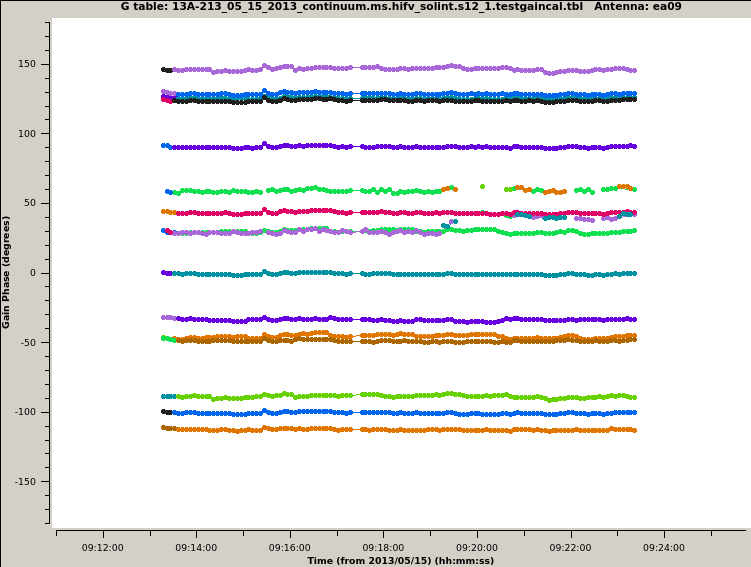 G table: 13A-213_05_15_2013_continuum.ms.hifv_solint.s12_1.testgaincal.tbl   Antenna: ea09
150
100
50
0
-50
-100
-150
Gain Phase (degrees)
09:12:00 09:14:00 09:16:00 09:18:00 09:20:00 09:22:00 09:24:00
Time (from 2013/05/15) (hh:mm:ss)